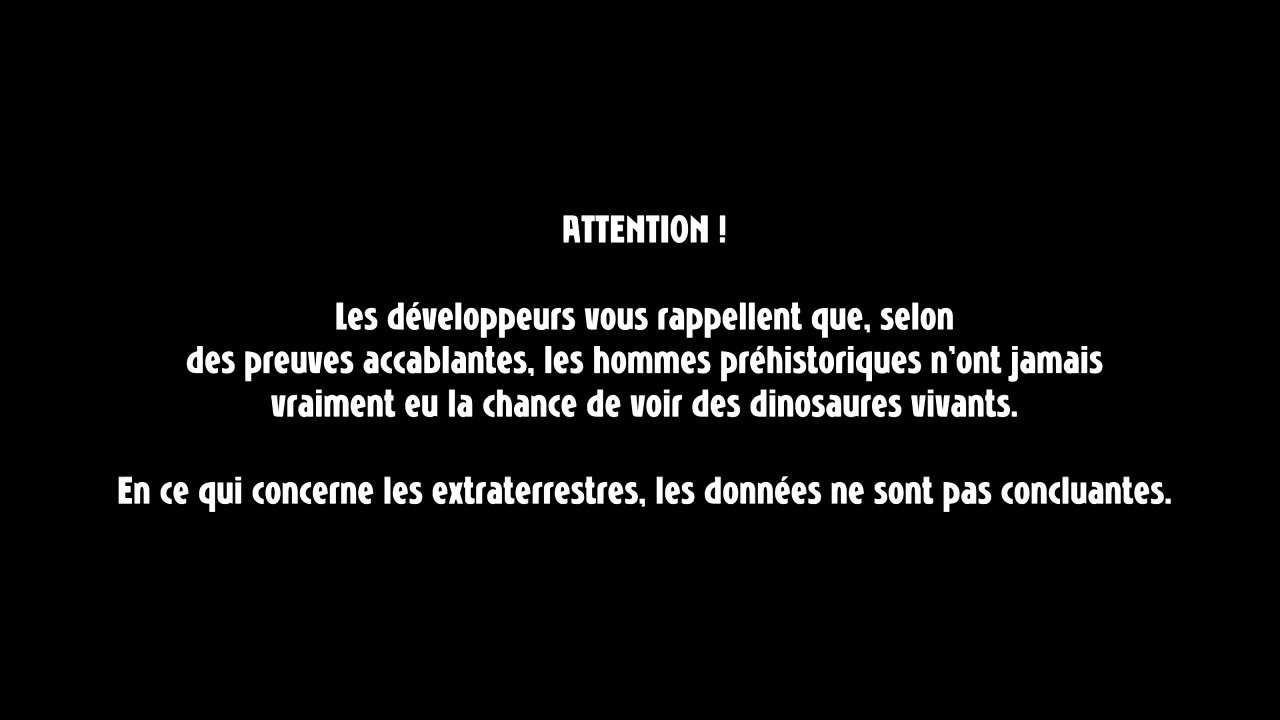 ATTENTION !
Les développeurs vous rappellent que, selon
des preuves accablantes, les hommes préhistoriques n'ont jamais
vraiment eu la chance de voir des dinosaures vivants.
En ce qui concerne les extraterrestres, les données ne sont pas concluantes.